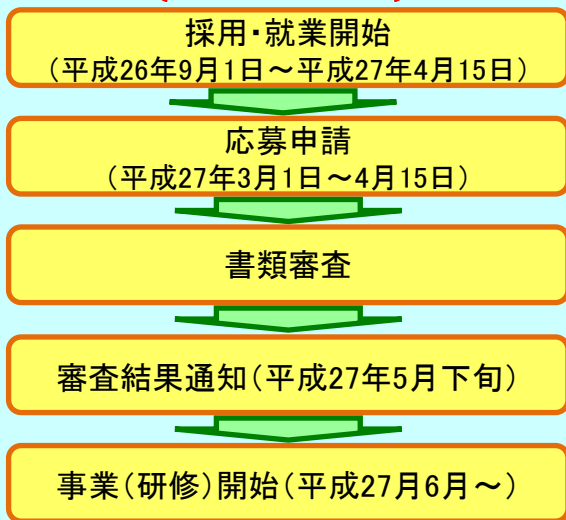 採用・就業開始
（平成26年9月1日～平成27年4月15日）
応募申請
（平成27年3月1日～4月15日）
書類審査
審査結果通知（平成27年5月下旬）
事業（研修）開始（平成27月6月～）